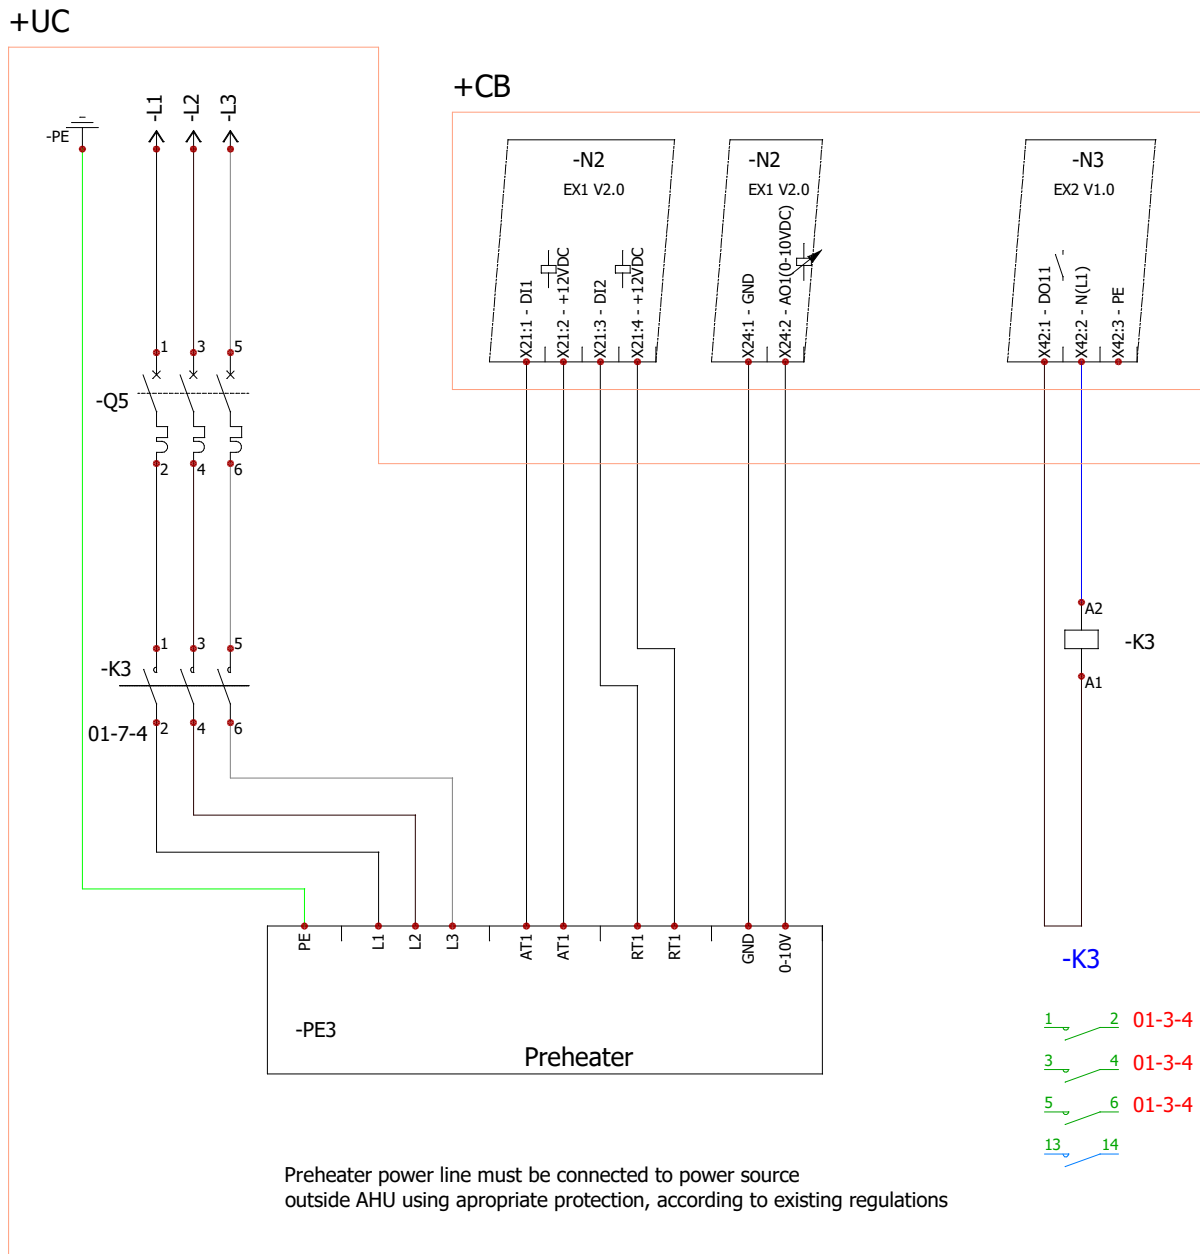 +UC
+CB
-PE
-L1
-L2
-L3
-N2
EX1 V2.0
X21:1 - DI1
X21:2 - +12VDC
X21:3 - DI2
X21:4 - +12VDC
-N2
EX1 V2.0
X24:1 - GND
X24:2 - AO1(0-10VDC)
-N3
EX2 V1.0
X42:1 - DO11
X42:2 - N(L1)
X42:3 - PE
1 3 5
-Q5
2 4 6
1 3 5
-K3
01-7-4
2 4 6
A2
-K3
A1
PE
L1
L2
L3
AT1
AT1
RT1
RT1
GND
0-10V
-PE3
Preheater
-K3
1 2 01-3-4
3 4 01-3-4
5 6 01-3-4
13 14
Preheater power line must be connected to power source
outside AHU using apropriate protection, according to existing regulations